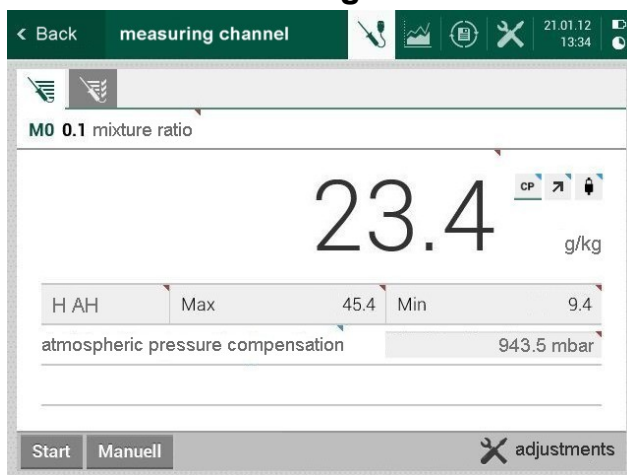 < Back measuring channel 21.01.12
13:34
M0 0.1 mixture ratio
23.4 CP
g/kg
H AH Max 45.4 Min 9.4
atmospheric pressure compensation 943.5 mbar
Start Manuell adjustments